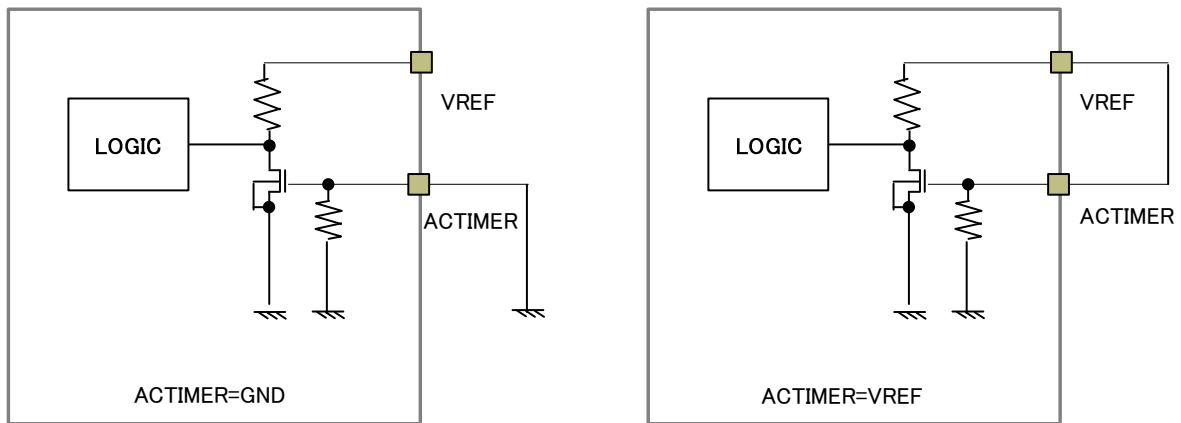 VREF
LOGIC
ACTIMER
ACTIMER=GND
VREF
LOGIC
ACTIMER
ACTIMER=VREF